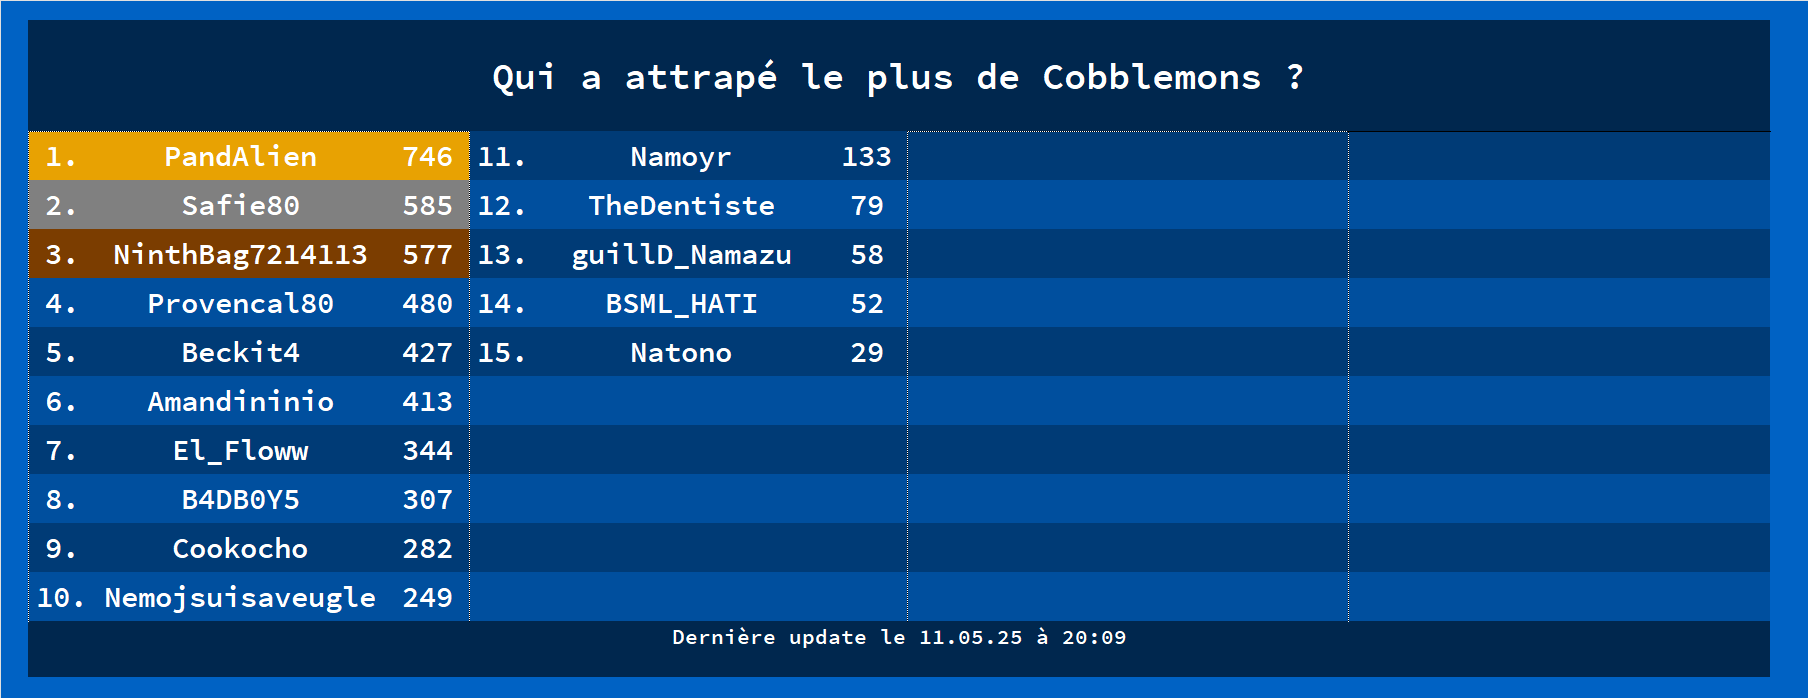 Qui a attrapé le plus de Cobblemons ?
1. PandAlien 746
2. Safie80 585
3. NinthBag7214113 577
4. Provencal80 480
5. Beckit4 427
6. Amandininio 413
7. El_Floww 344
8. B4DB0Y5 307
9. Cookocho 282
10. Nemojsuisaveugle 249
11. Namoyr 133
12. TheDentiste 79
13. guillD_Namazu 58
14. BSML_HATI 52
15. Natono 29
Dernière update le 11.05.25 à 20:09